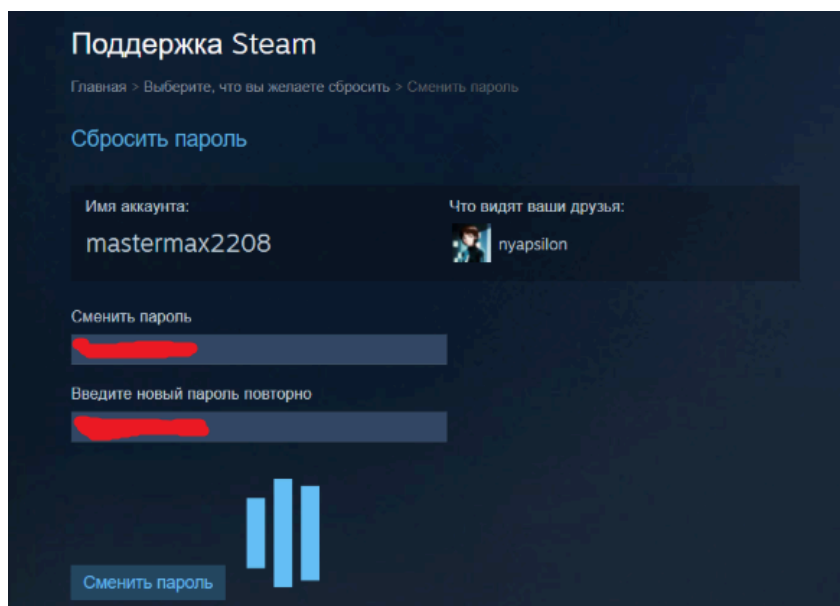 Поддержка Steam
Главная > Выберите, что вы желаете сбросить > Сменить пароль
Сбросить пароль
Имя аккаунта:
mastermax2208
Что видят ваши друзья:
nyapsilon
Сменить пароль
Введите новый пароль повторно
Сменить пароль